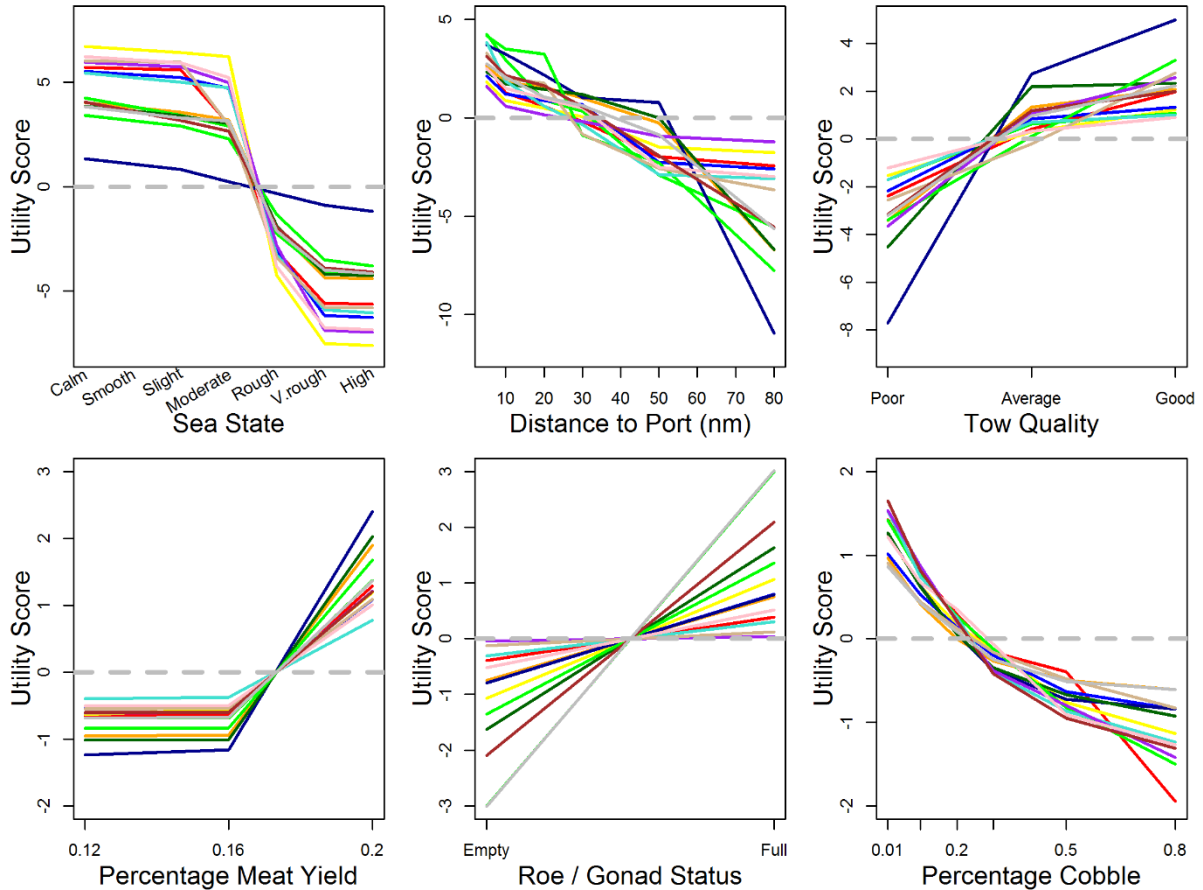 Utility Score
5
0
-5
Calm
Smooth
Slight
Moderate
Rough
V.rough
High
Sea State
Utility Score
5
0
-5
-10
10 20 30 40 50 60 70 80
Distance to Port (nm)
Utility Score
4
2
0
-2
-4
-6
-8
Poor Average Good
Tow Quality
Utility Score
3
2
1
0
-1
-2
0.12 0.16 0.2
Percentage Meat Yield
Utility Score
3
2
1
0
-1
-2
-3
Empty Full
Roe / Gonad Status
Utility Score
2
1
0
-1
-2
0.01 0.2 0.5 0.8
Percentage Cobble